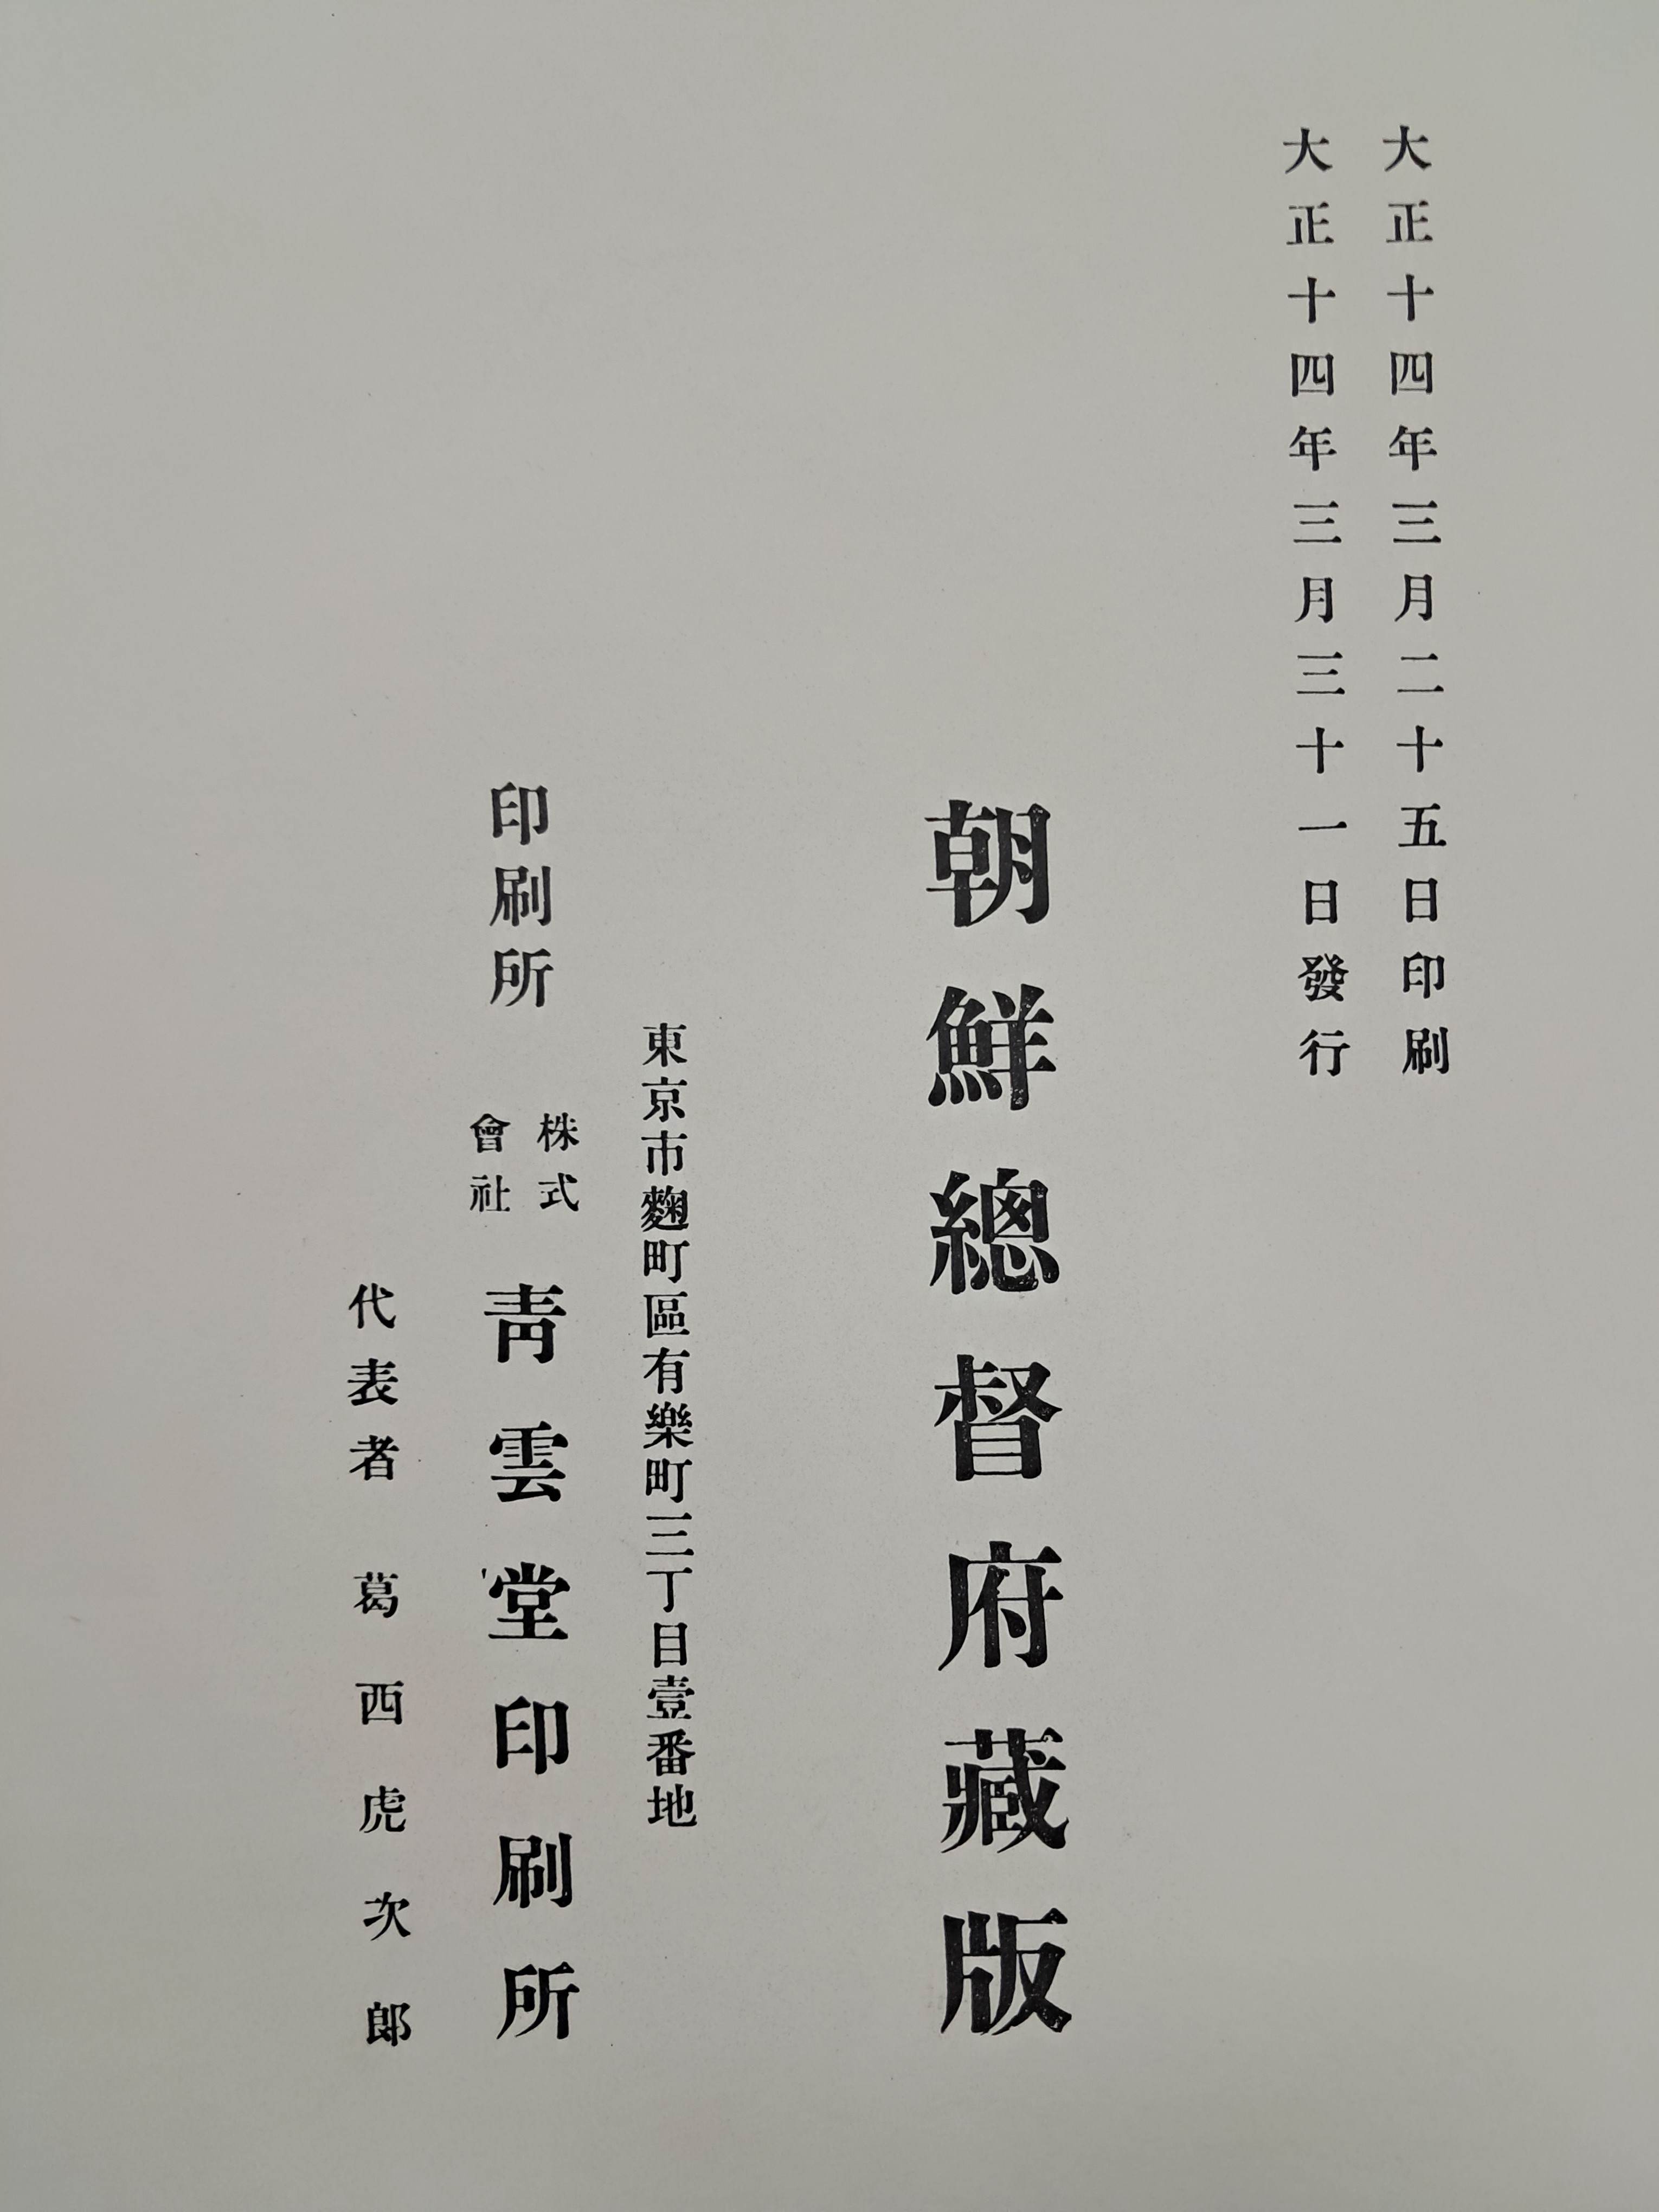 大正十四年三月二十五日印刷
大正十四年三月三十一日發行
朝鮮總督府藏版
東京市麴町區有樂町三丁目壹番地
印刷所 株式會社 靑雲堂印刷所
代表者 葛西虎次郎